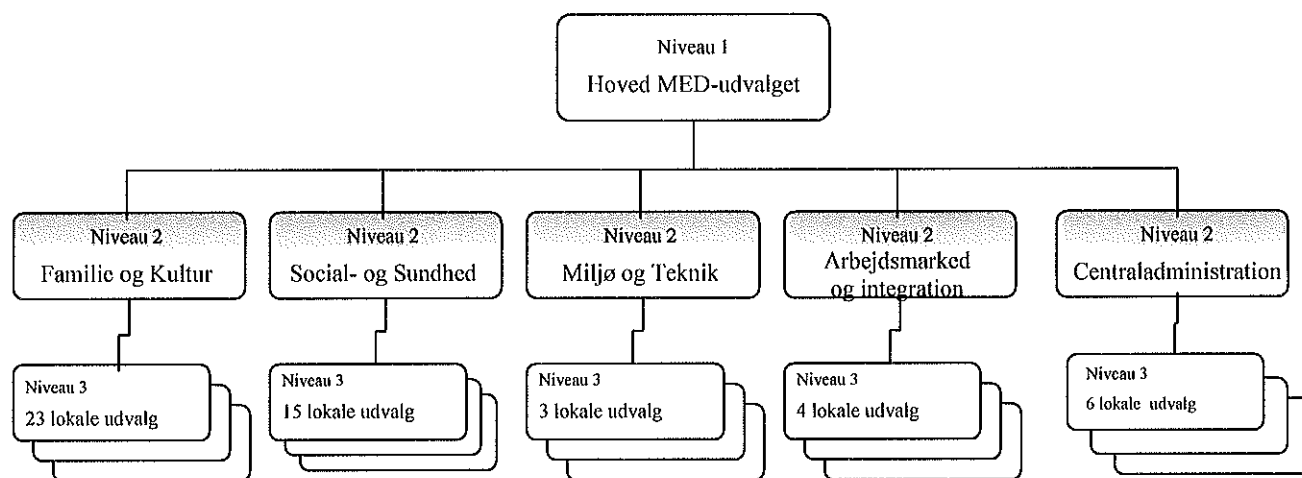 Niveau 1
Hoved MED-udvalget
Niveau 2
Familie og Kultur
Niveau 2
Social- og Sundhed
Niveau 2
Miljø og Teknik
Niveau 2
Arbejdsmarked
og integration
Niveau 2
Centraladministration
Niveau 3
23 lokale udvalg
Niveau 3
15 lokale udvalg
Niveau 3
3 lokale udvalg
Niveau 3
4 lokale udvalg
Niveau 3
6 lokale udvalg